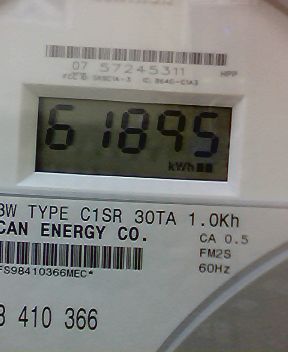 07 57245311 HPP
61895
kWh
3W TYPE C1SR 30TA 1.0Kh
CAN ENERGY CO. CA 0.5
FM2S
FS98410366MEC* 60Hz
3 410 366